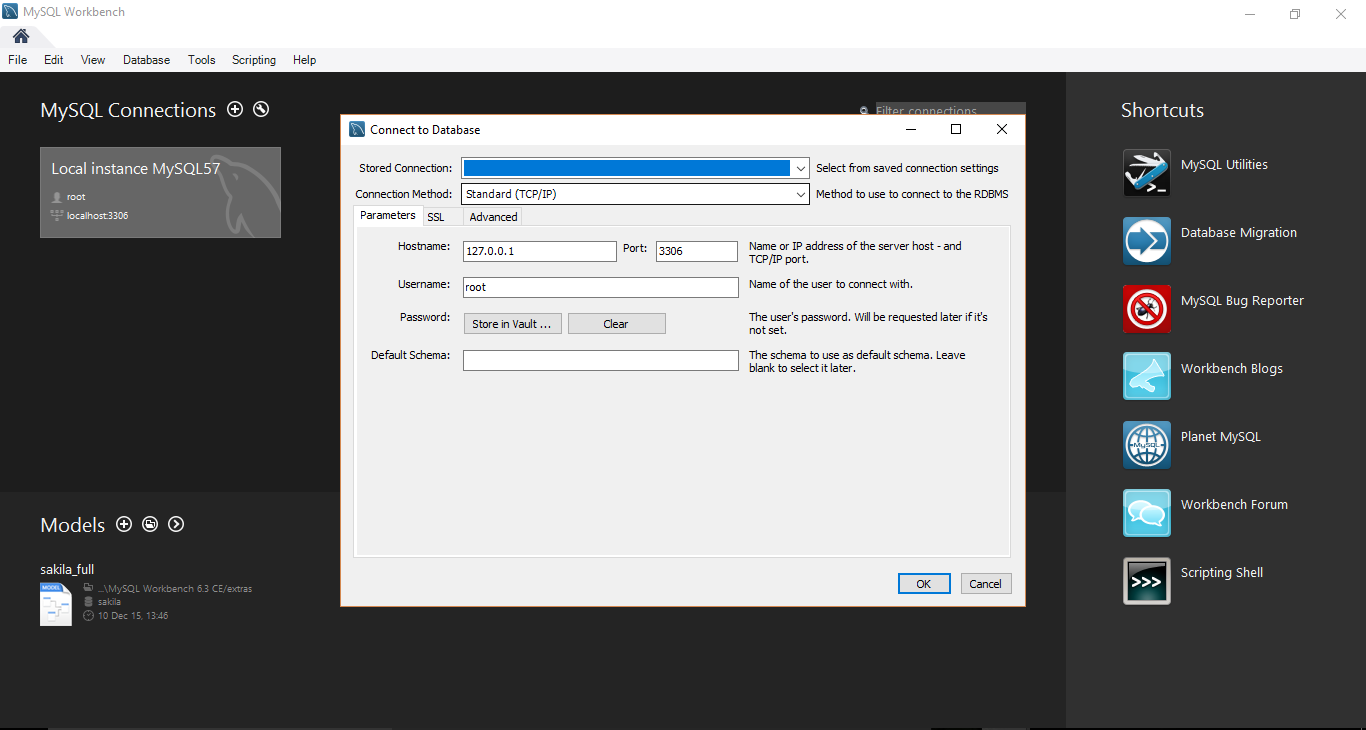 MySQL Workbench
File Edit View Database Tools Scripting Help
MySQL Connections
Filter connections
Local instance MySQL57
root
localhost:3306
Connect to Database
Stored Connection:
Select from saved connection settings
Connection Method:
Standard (TCP/IP)
Method to use to connect to the RDBMS
Parameters SSL Advanced
Hostname:
127.0.0.1
Port:
3306
Name or IP address of the server host - and
TCP/IP port.
Username:
root
Name of the user to connect with.
Password:
Store in Vault ...
Clear
The user's password. Will be requested later if it's
not set.
Default Schema:
The schema to use as default schema. Leave
blank to select it later.
OK
Cancel
Models
sakila_full
MODEL
...\MySQL Workbench 6.3 CE/extras
sakila
10 Dec 15, 13:46
Shortcuts
MySQL Utilities
Database Migration
MySQL Bug Reporter
Workbench Blogs
MySQL
Planet MySQL
Workbench Forum
>>>
Scripting Shell